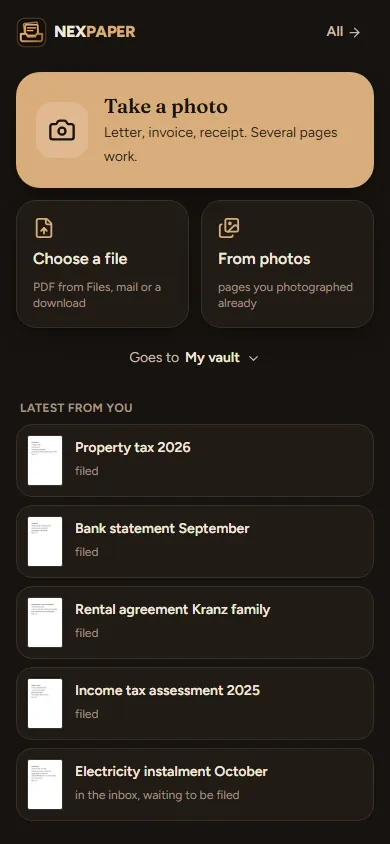 NEXPAPER
All →
Take a photo
Letter, invoice, receipt. Several pages
work.
Choose a file
PDF from Files, mail or a
download
From photos
pages you photographed
already
Goes to My vault
LATEST FROM YOU
Property tax 2026
filed
Bank statement September
filed
Rental agreement Kranz family
filed
Income tax assessment 2025
filed
Electricity instalment October
in the inbox, waiting to be filed